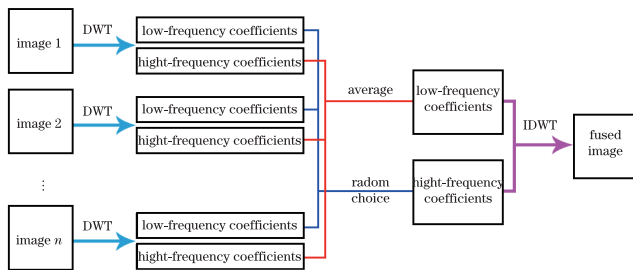 image 1
DWT
low-frequency coefficients
hight-frequency coefficients
image 2
DWT
low-frequency coefficients
hight-frequency coefficients
⋮
image n
DWT
low-frequency coefficients
hight-frequency coefficients
average
low-frequency
coefficients
radom
choice
hight-frequency
coefficients
IDWT
fused
image